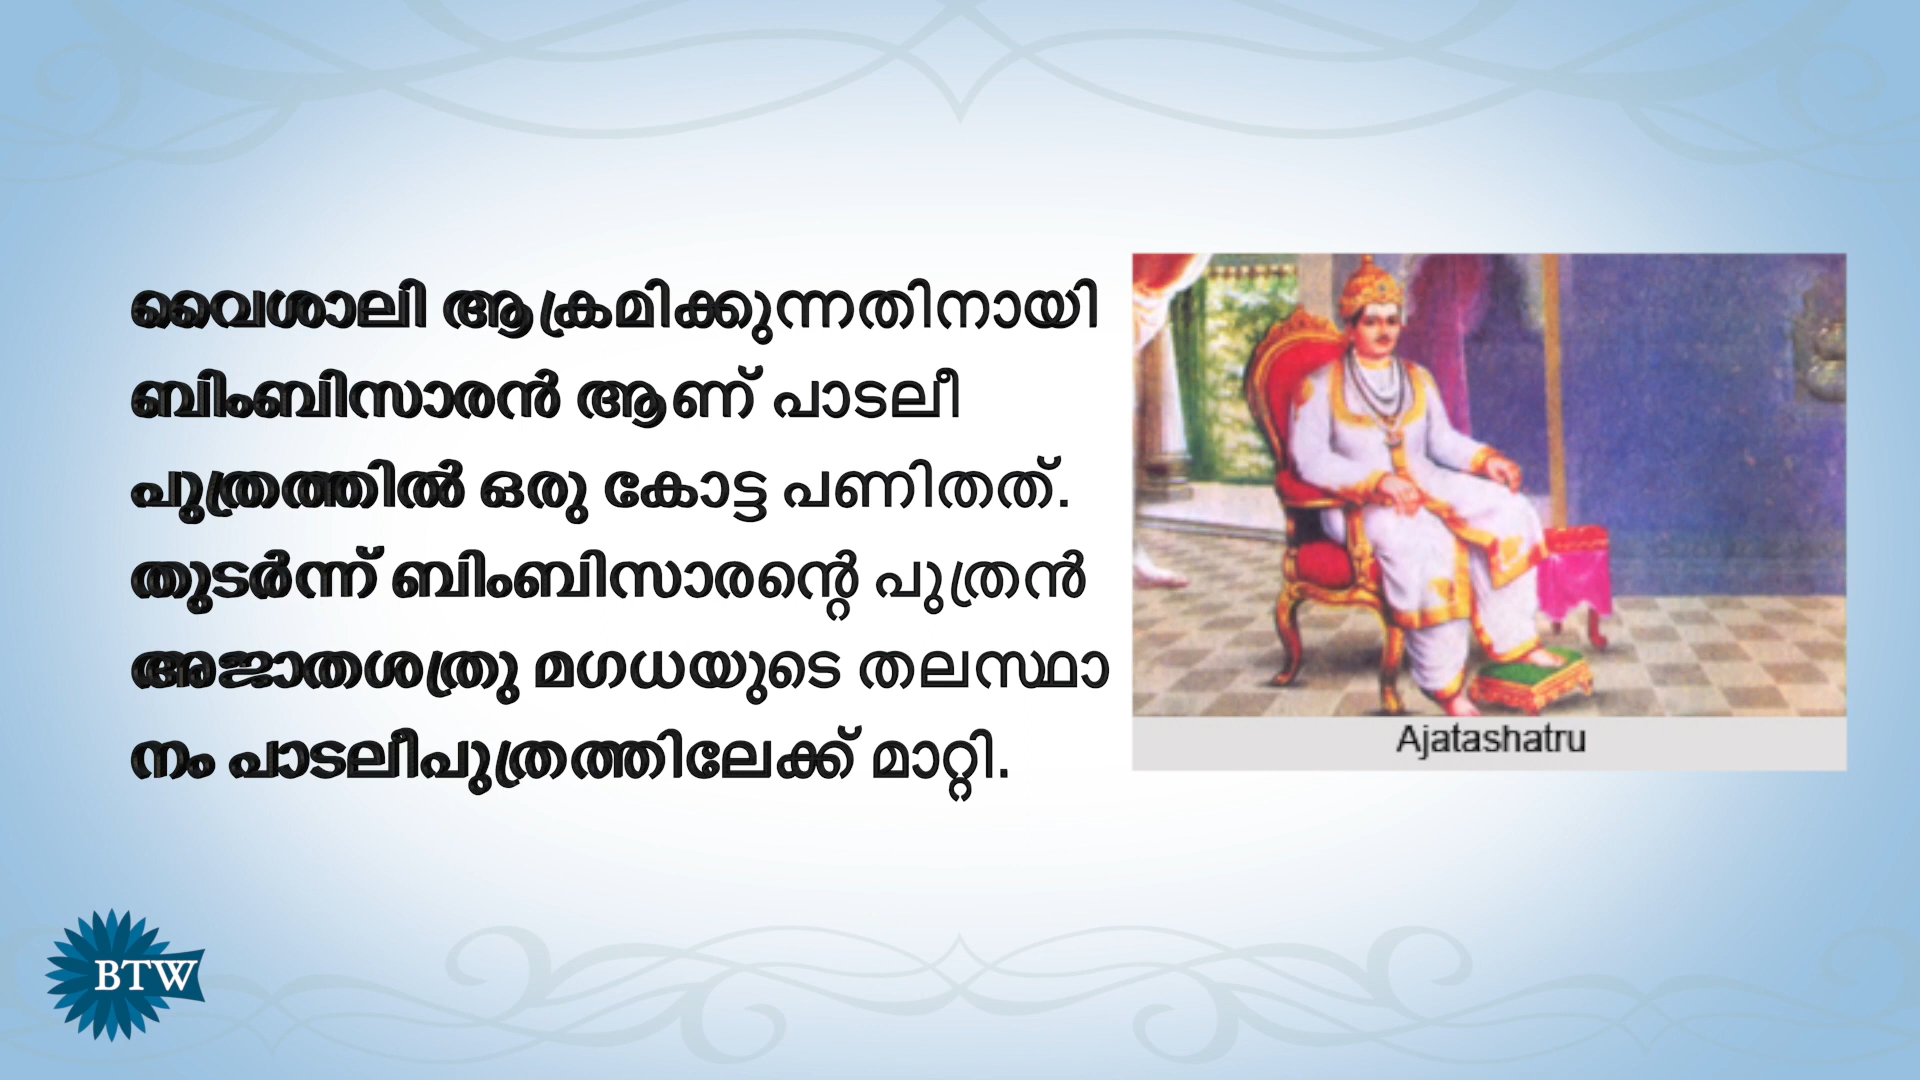 വൈശാലി ആക്രമിക്കുന്നതിനായി
ബിംബിസാരൻ ആണ് പാടലീ
പുത്രത്തിൽ ഒരു കോട്ട പണിതത്.
തുടർന്ന് ബിംബിസാരന്റെ പുത്രൻ
അജാതശത്രു മഗധയുടെ തലസ്ഥാ
നം പാടലീപുത്രത്തിലേക്ക് മാറ്റി.
Ajatashatru
BTW